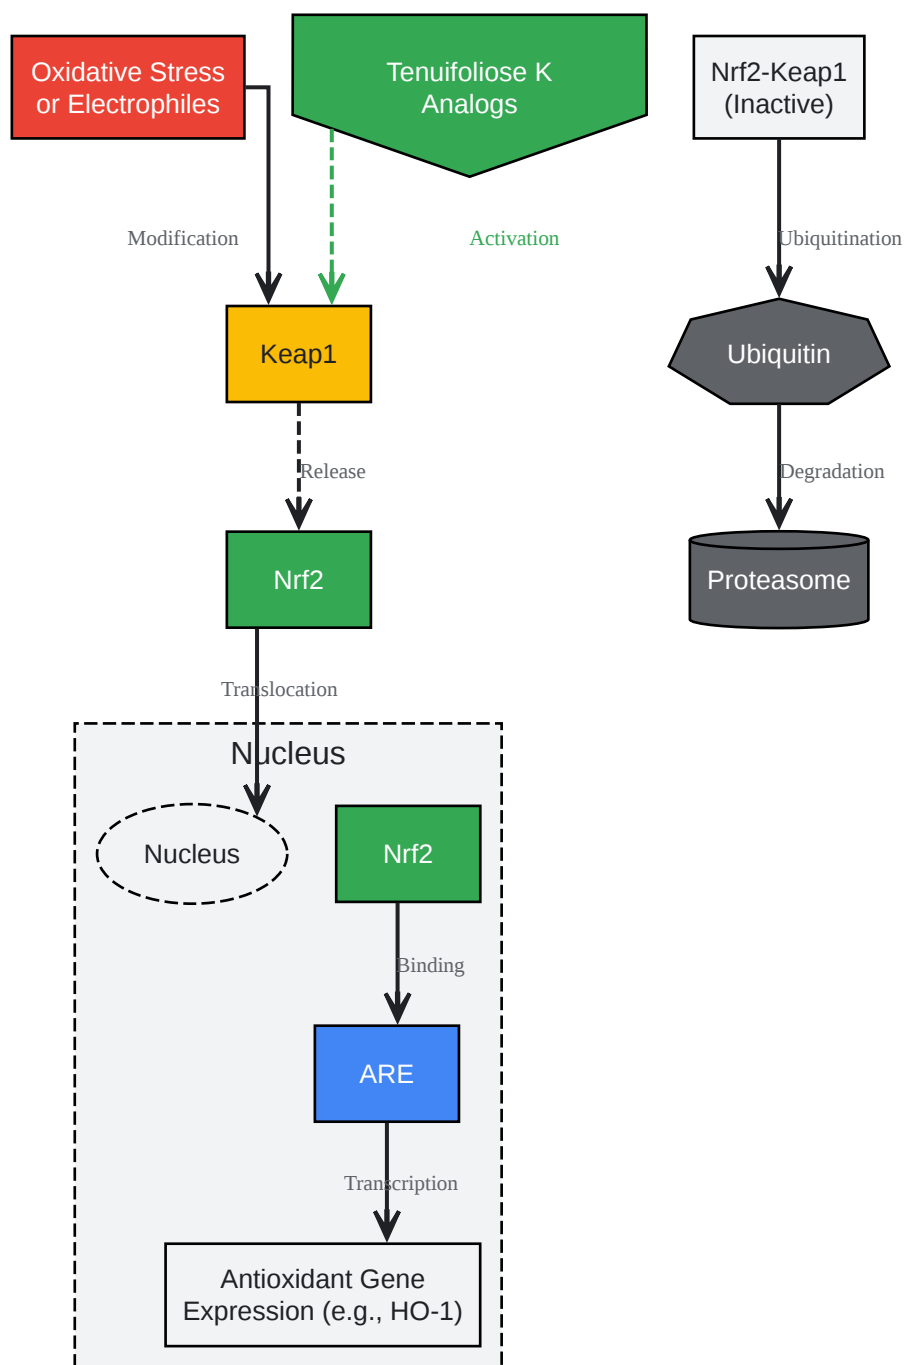 Oxidative Stress
or Electrophiles
Tenuifoliose K
Analogs
Nrf2-Keap1
(Inactive)
Modification
Activation
Ubiquitination
Keap1
Ubiquitin
Release
Degradation
Nrf2
Proteasome
Translocation
Nucleus
Nucleus
Nrf2
Binding
ARE
Transcription
Antioxidant Gene
Expression (e.g., HO-1)